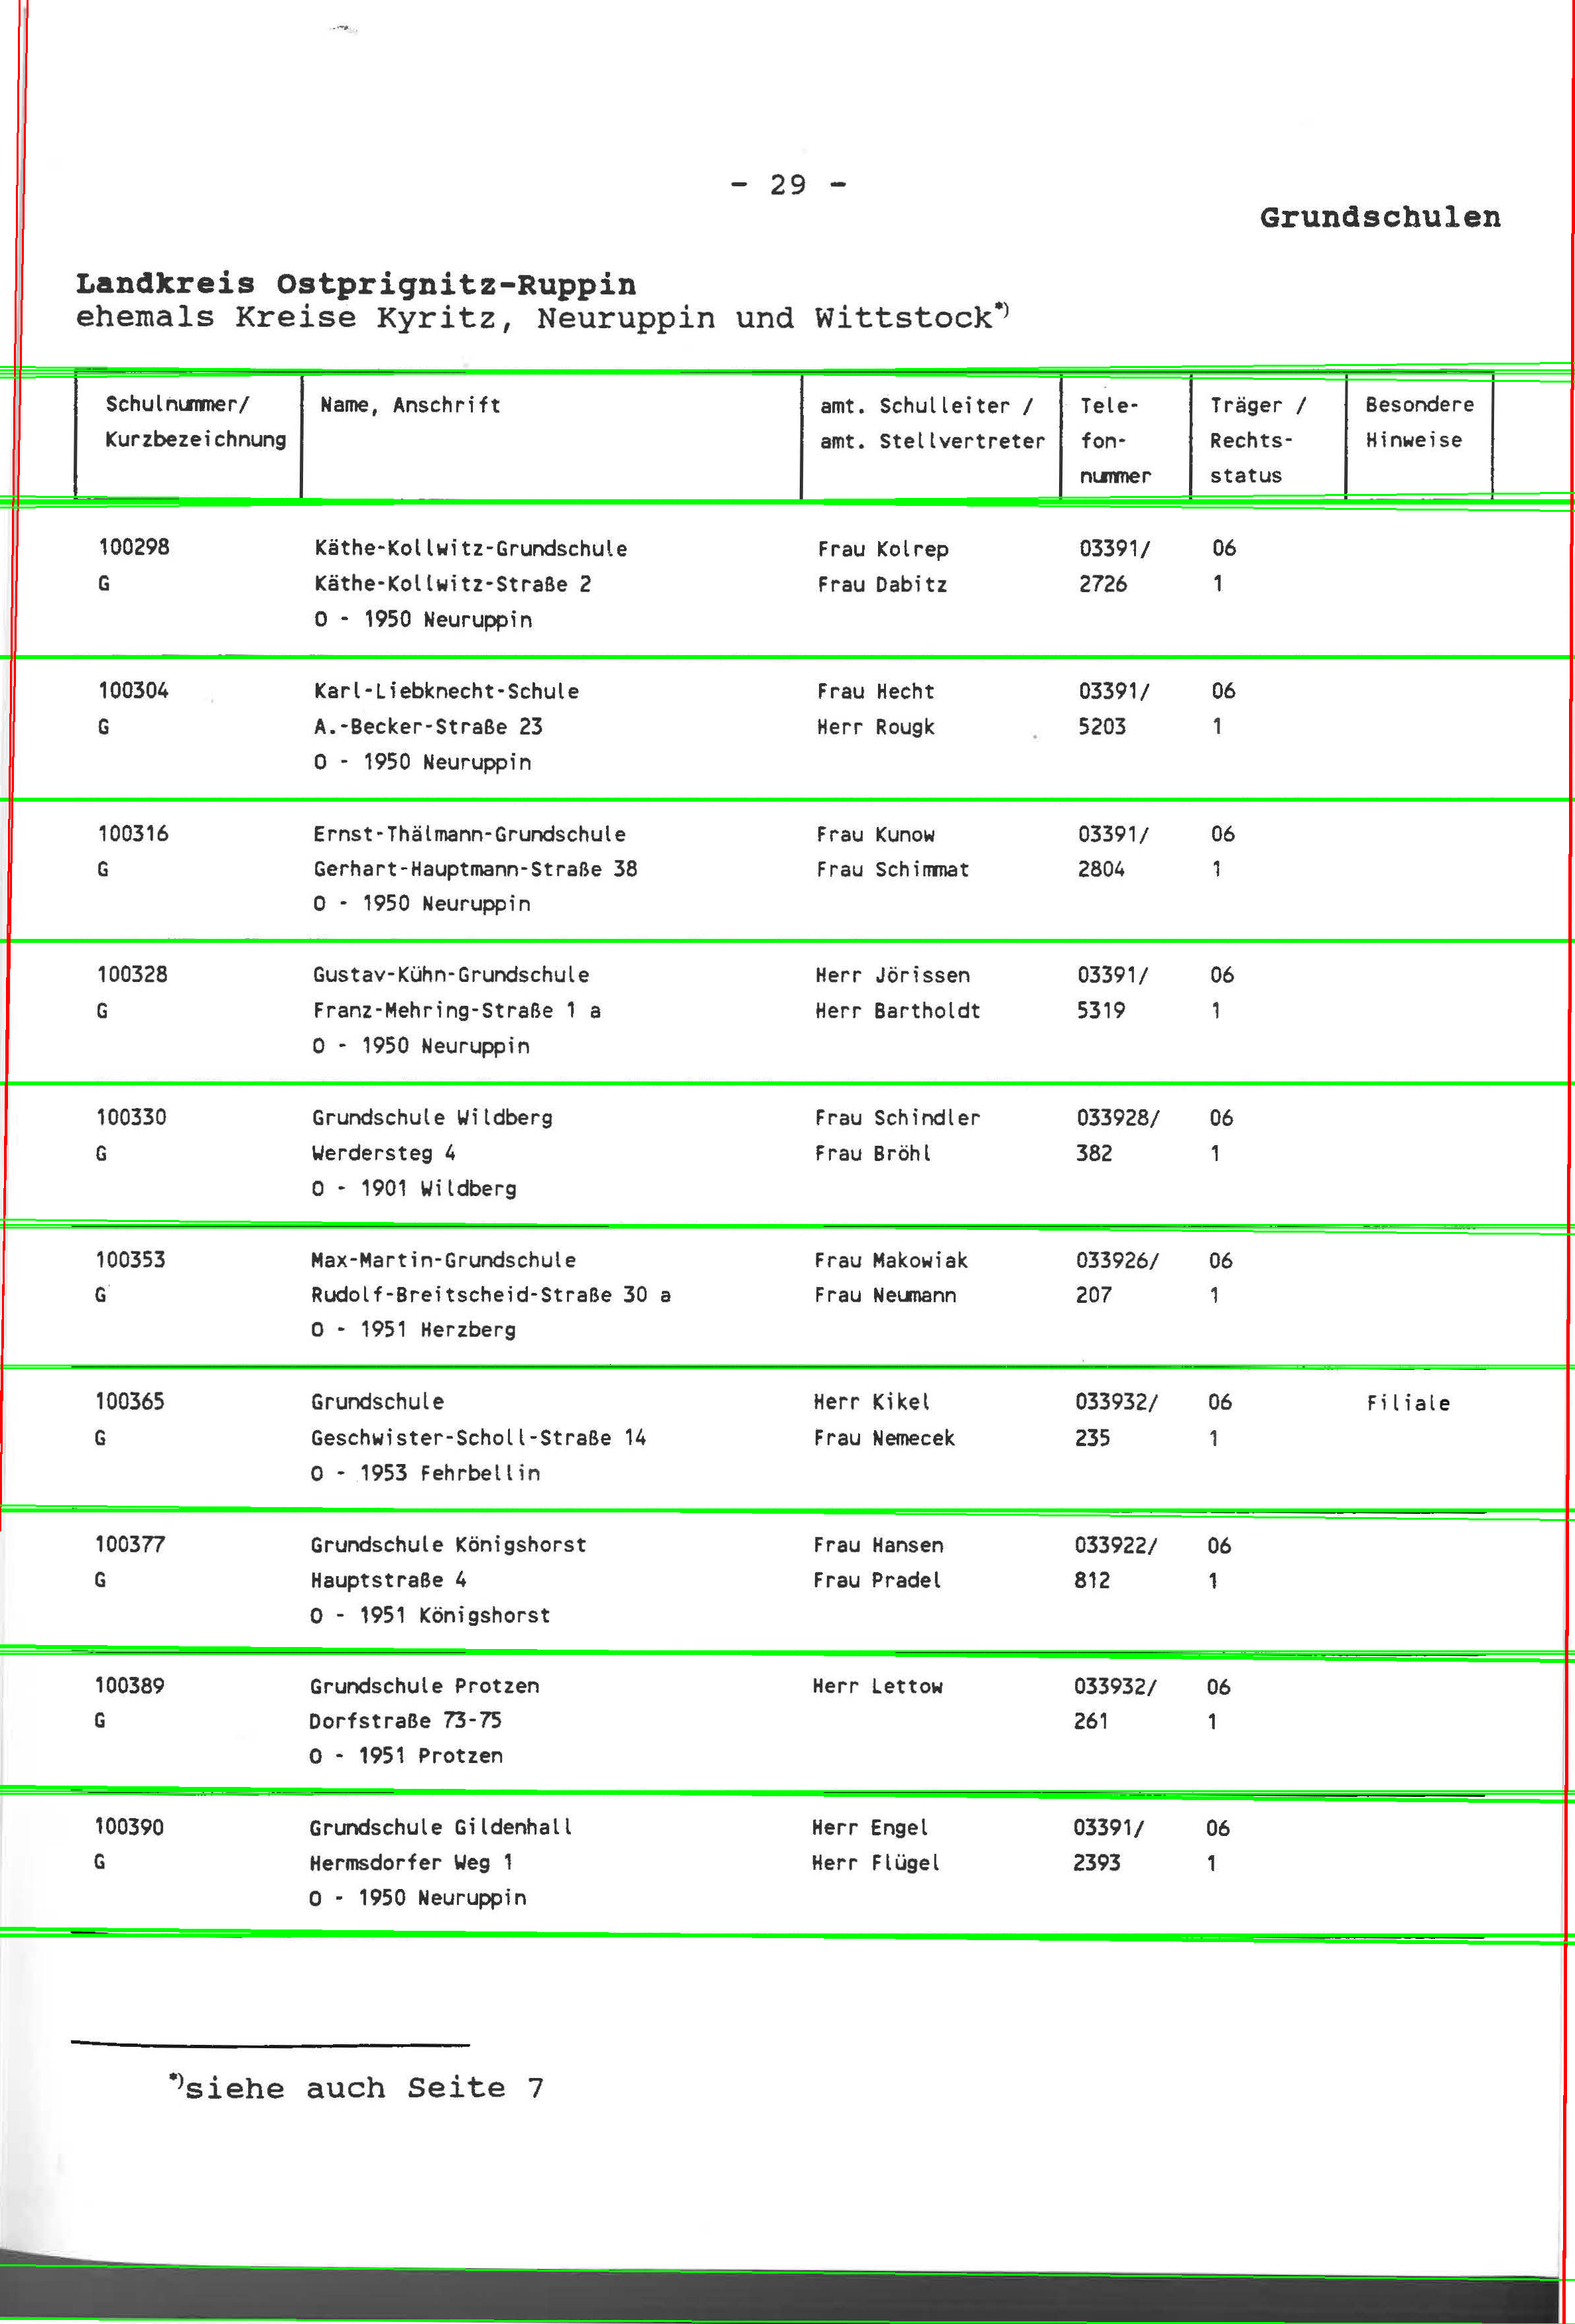 - 29 -
Grundschulen
Landkreis Ostprignitz-Ruppin
ehemals Kreise Kyritz, Neuruppin und Wittstock*)
Schulnummer/ Name, Anschrift amt. Schulleiter / Tele- Träger / Besondere
Kurzbezeichnung amt. Stellvertreter fon- Rechts- Hinweise
nummer status
100298 Käthe-Kollwitz-Grundschule Frau Kolrep 03391/ 06
G Käthe-Kollwitz-Straße 2 Frau Dabitz 2726 1
O - 1950 Neuruppin
100304 Karl-Liebknecht-Schule Frau Hecht 03391/ 06
G A.-Becker-Straße 23 Herr Rougk 5203 1
O - 1950 Neuruppin
100316 Ernst-Thälmann-Grundschule Frau Kunow 03391/ 06
G Gerhart-Hauptmann-Straße 38 Frau Schimmat 2804 1
O - 1950 Neuruppin
100328 Gustav-Kühn-Grundschule Herr Jörissen 03391/ 06
G Franz-Mehring-Straße 1 a Herr Bartholdt 5319 1
O - 1950 Neuruppin
100330 Grundschule Wildberg Frau Schindler 033928/ 06
G Werdersteg 4 Frau Bröhl 382 1
O - 1901 Wildberg
100353 Max-Martin-Grundschule Frau Makowiak 033926/ 06
G Rudolf-Breitscheid-Straße 30 a Frau Neumann 207 1
O - 1951 Herzberg
100365 Grundschule Herr Kikel 033932/ 06 Filiale
G Geschwister-Scholl-Straße 14 Frau Nemecek 235 1
O - 1953 Fehrbellin
100377 Grundschule Königshorst Frau Hansen 033922/ 06
G Hauptstraße 4 Frau Pradel 812 1
O - 1951 Königshorst
100389 Grundschule Protzen Herr Lettow 033932/ 06
G Dorfstraße 73-75 261 1
O - 1951 Protzen
100390 Grundschule Gildenhall Herr Engel 03391/ 06
G Hermsdorfer Weg 1 Herr Flügel 2393 1
O - 1950 Neuruppin
*)siehe auch Seite 7